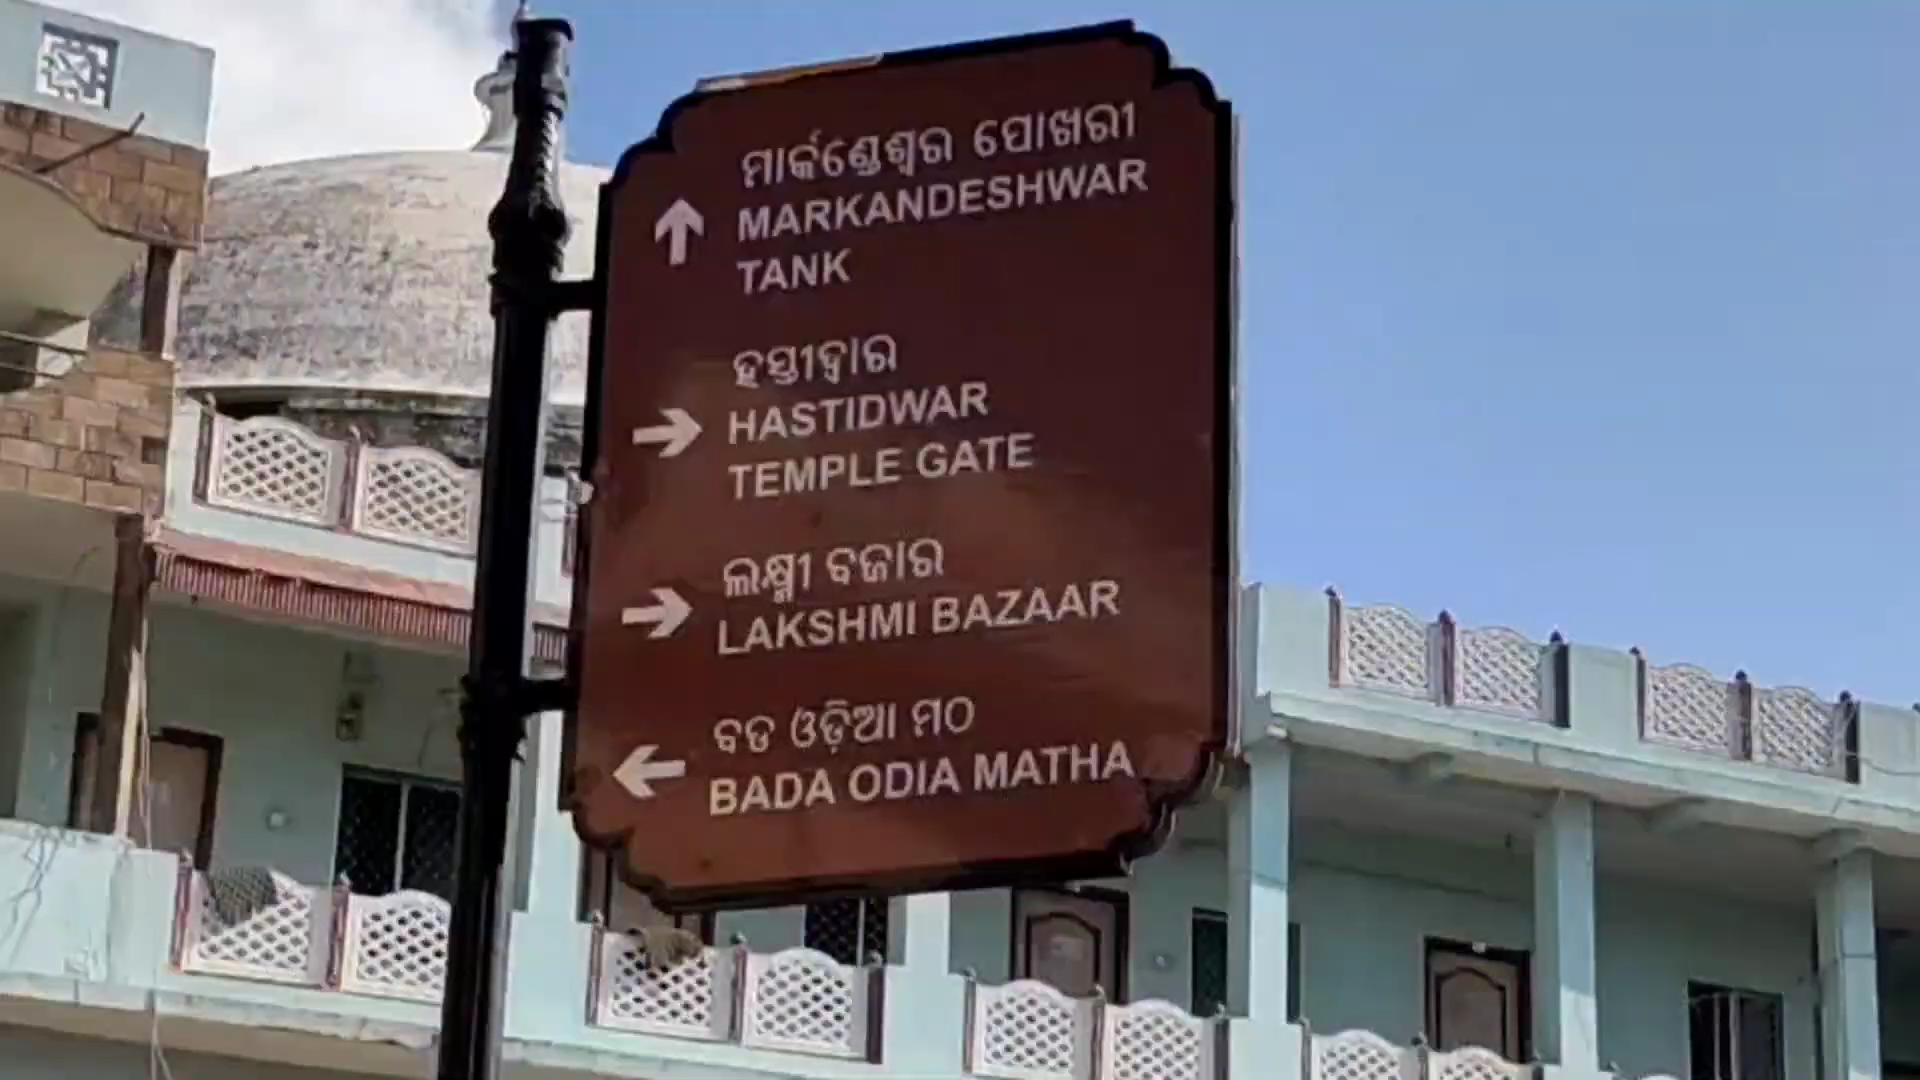 ମାର୍କଣ୍ଡେଶ୍ୱର ପୋଖରୀ
MARKANDESHWAR
TANK
ହସ୍ତୀଦ୍ୱାର
HASTIDWAR
TEMPLE GATE
ଲକ୍ଷ୍ମୀ ବଜାର
LAKSHMI BAZAAR
ବଡ ଓଡ଼ିଆ ମଠ
BADA ODIA MATHA